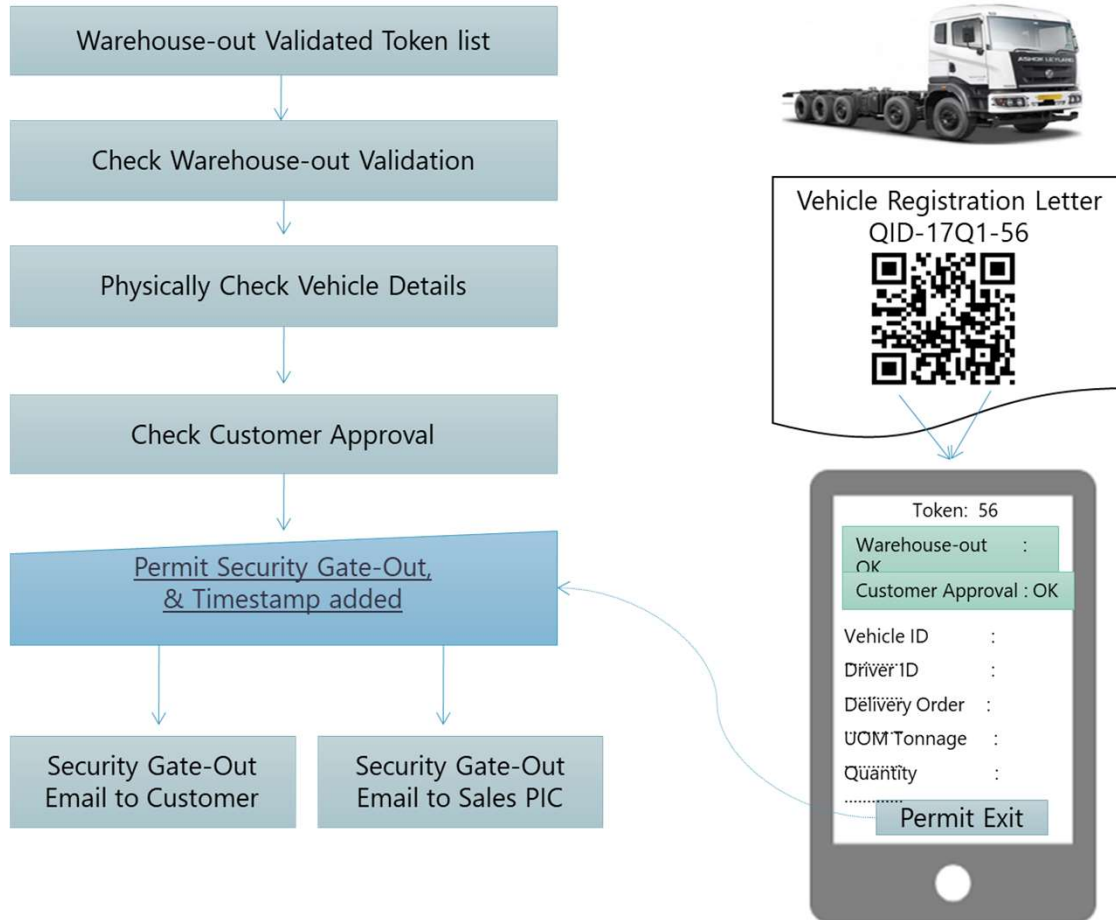 Warehouse-out Validated Token list
Check Warehouse-out Validation
Physically Check Vehicle Details
Check Customer Approval
Permit Security Gate-Out,
& Timestamp added
Security Gate-Out
Email to Customer
Security Gate-Out
Email to Sales PIC
ASHOK LEYLAND
Vehicle Registration Letter
QID-17Q1-56
Token: 56
Warehouse-out :
OK
Customer Approval : OK
Vehicle ID :
............
Driver ID :
............
Delivery Order :
............
UOM Tonnage :
............
Quantity :
............
Permit Exit